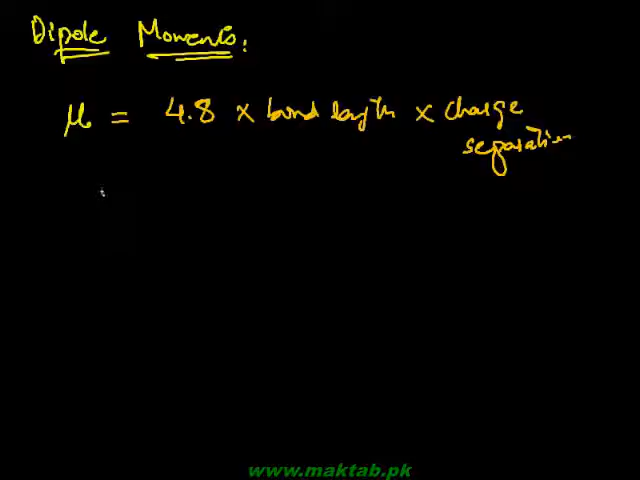 Dipole Moments:
μ = 4.8 × bond length × charge
separation
www.maktab.pk